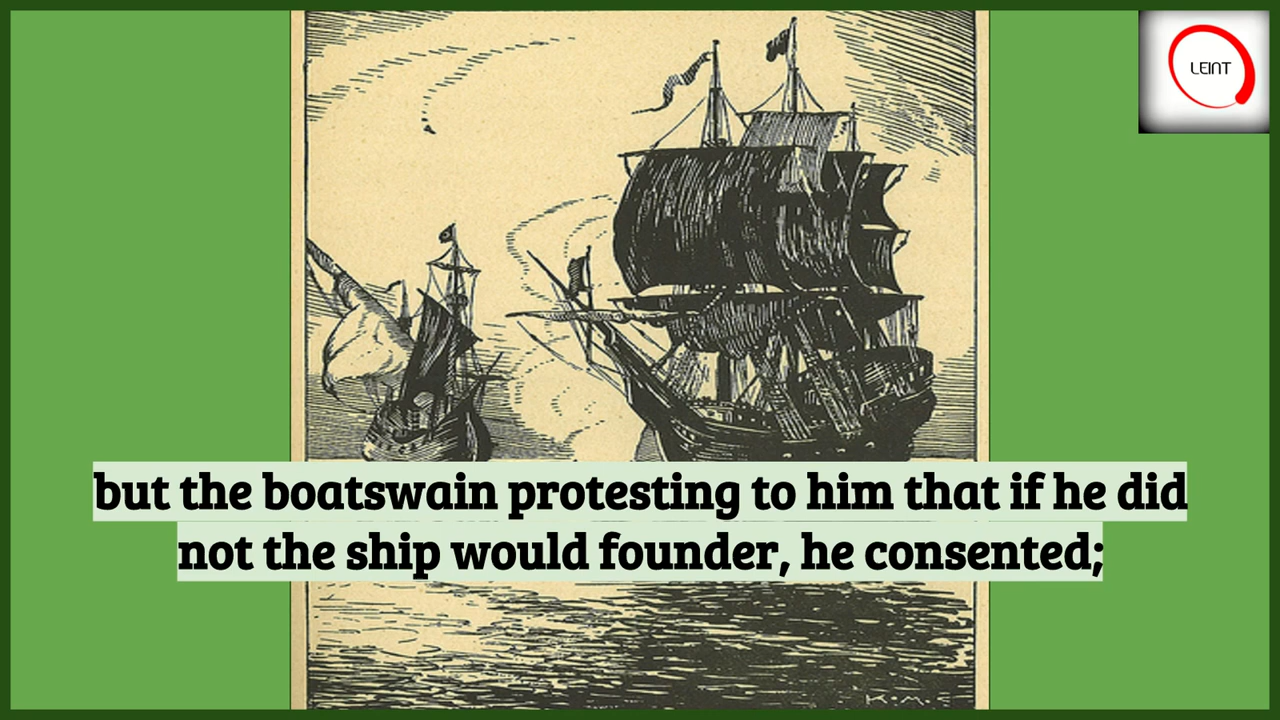 LEINT
but the boatswain protesting to him that if he did
not the ship would founder, he consented;